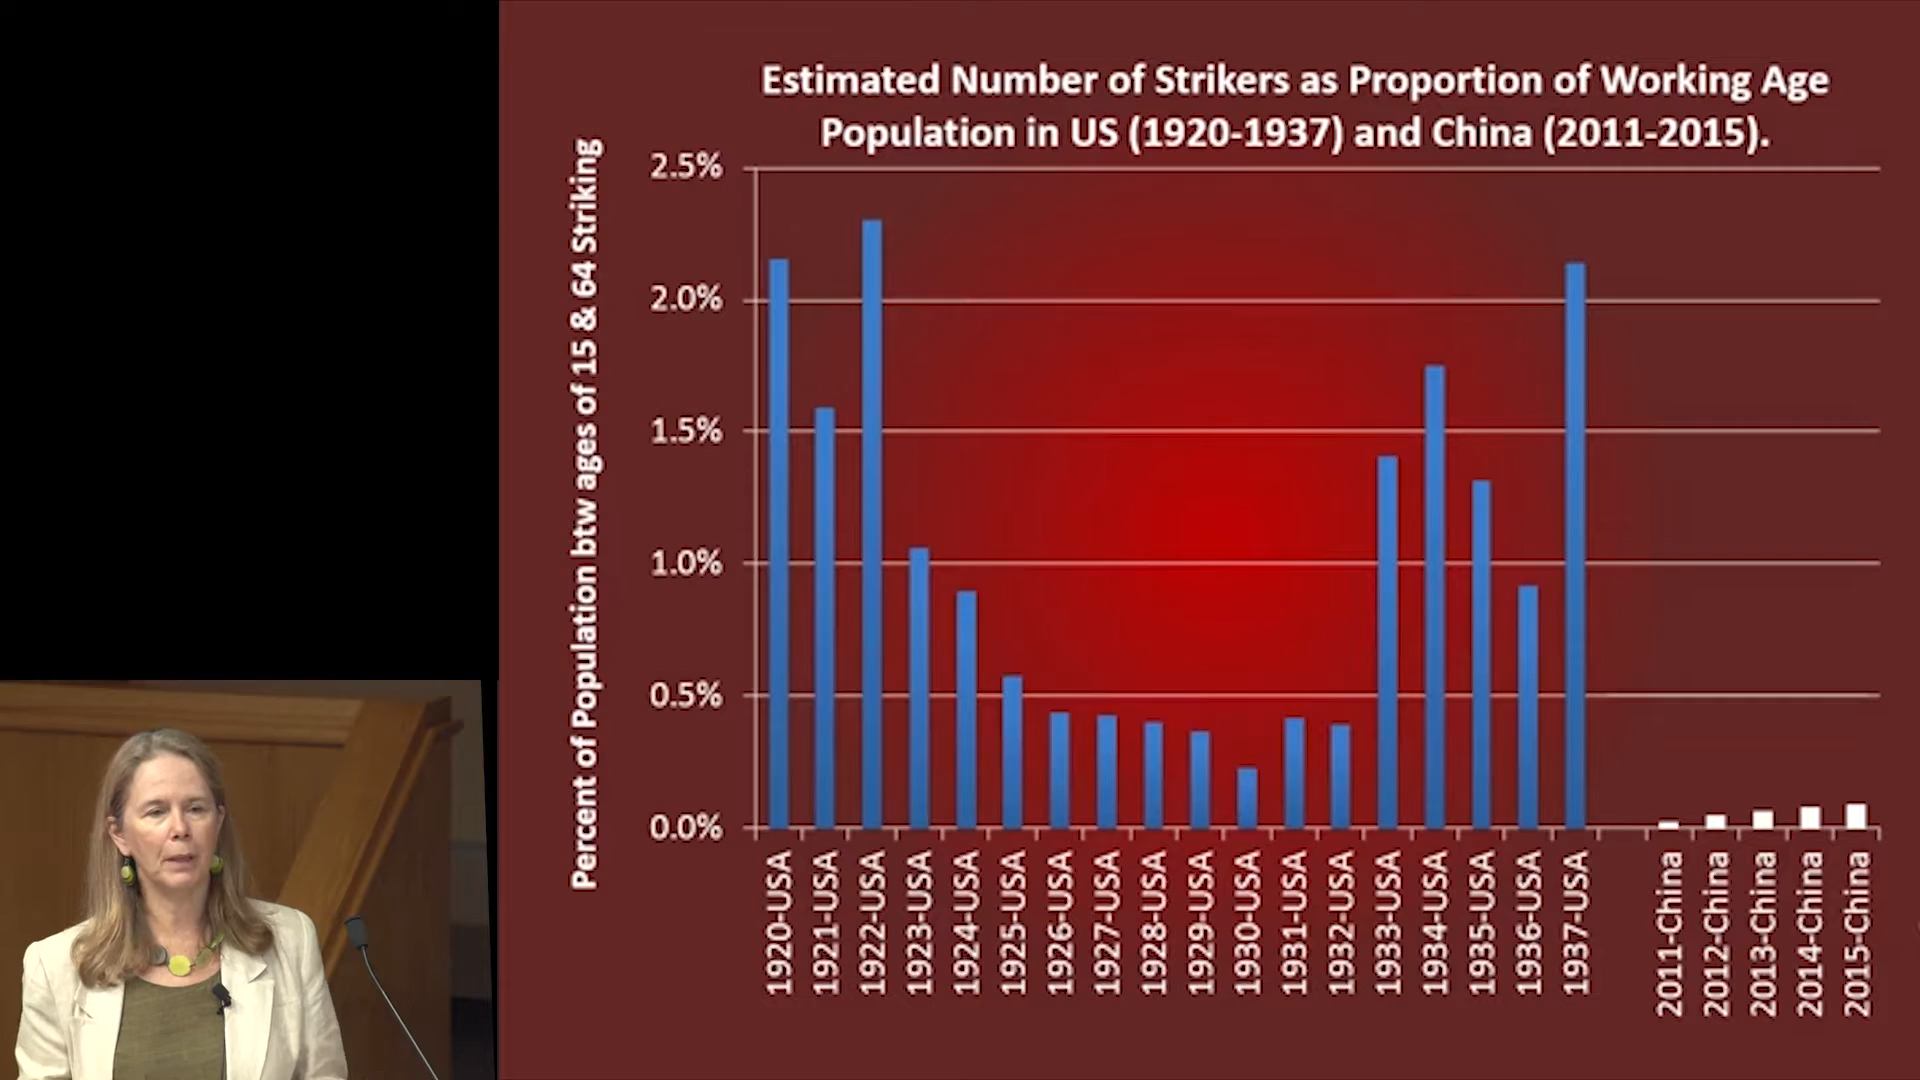 Estimated Number of Strikers as Proportion of Working Age
Population in US (1920-1937) and China (2011-2015).
Percent of Population btw ages of 15 & 64 Striking
2.5%
2.0%
1.5%
1.0%
0.5%
0.0%
1920-USA
1921-USA
1922-USA
1923-USA
1924-USA
1925-USA
1926-USA
1927-USA
1928-USA
1929-USA
1930-USA
1931-USA
1932-USA
1933-USA
1934-USA
1935-USA
1936-USA
1937-USA
2011-China
2012-China
2013-China
2014-China
2015-China